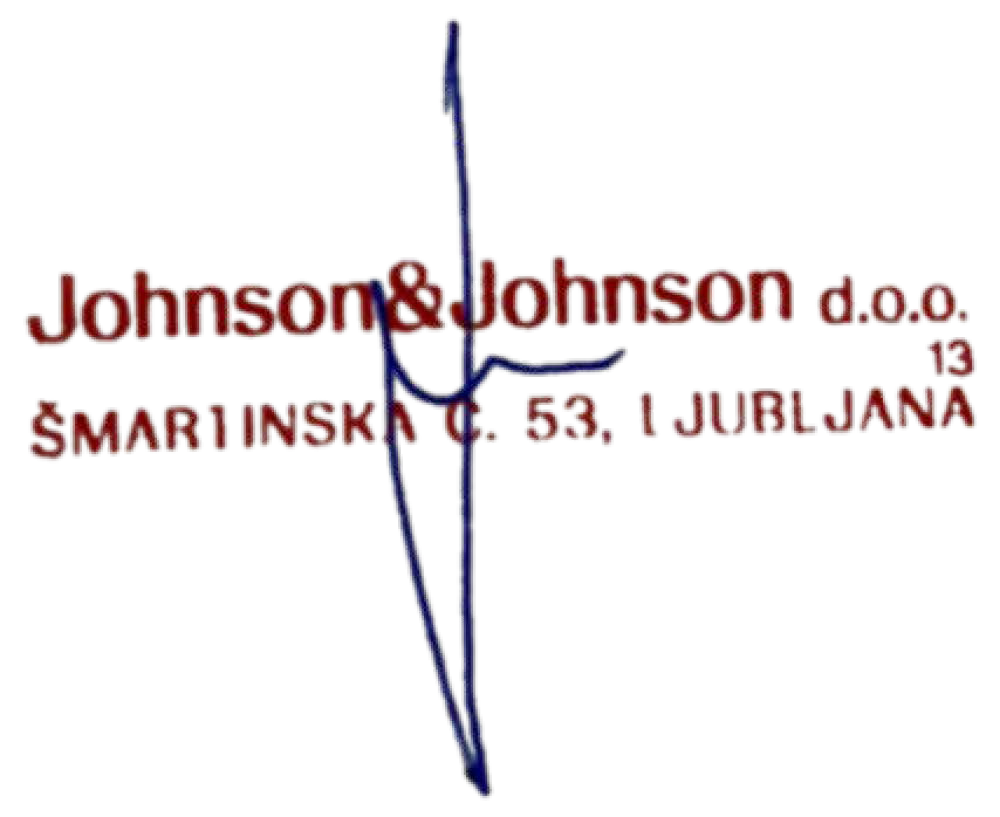 Johnson&Johnson d.o.o.
13
ŠMARTINSKA C. 53, LJUBLJANA